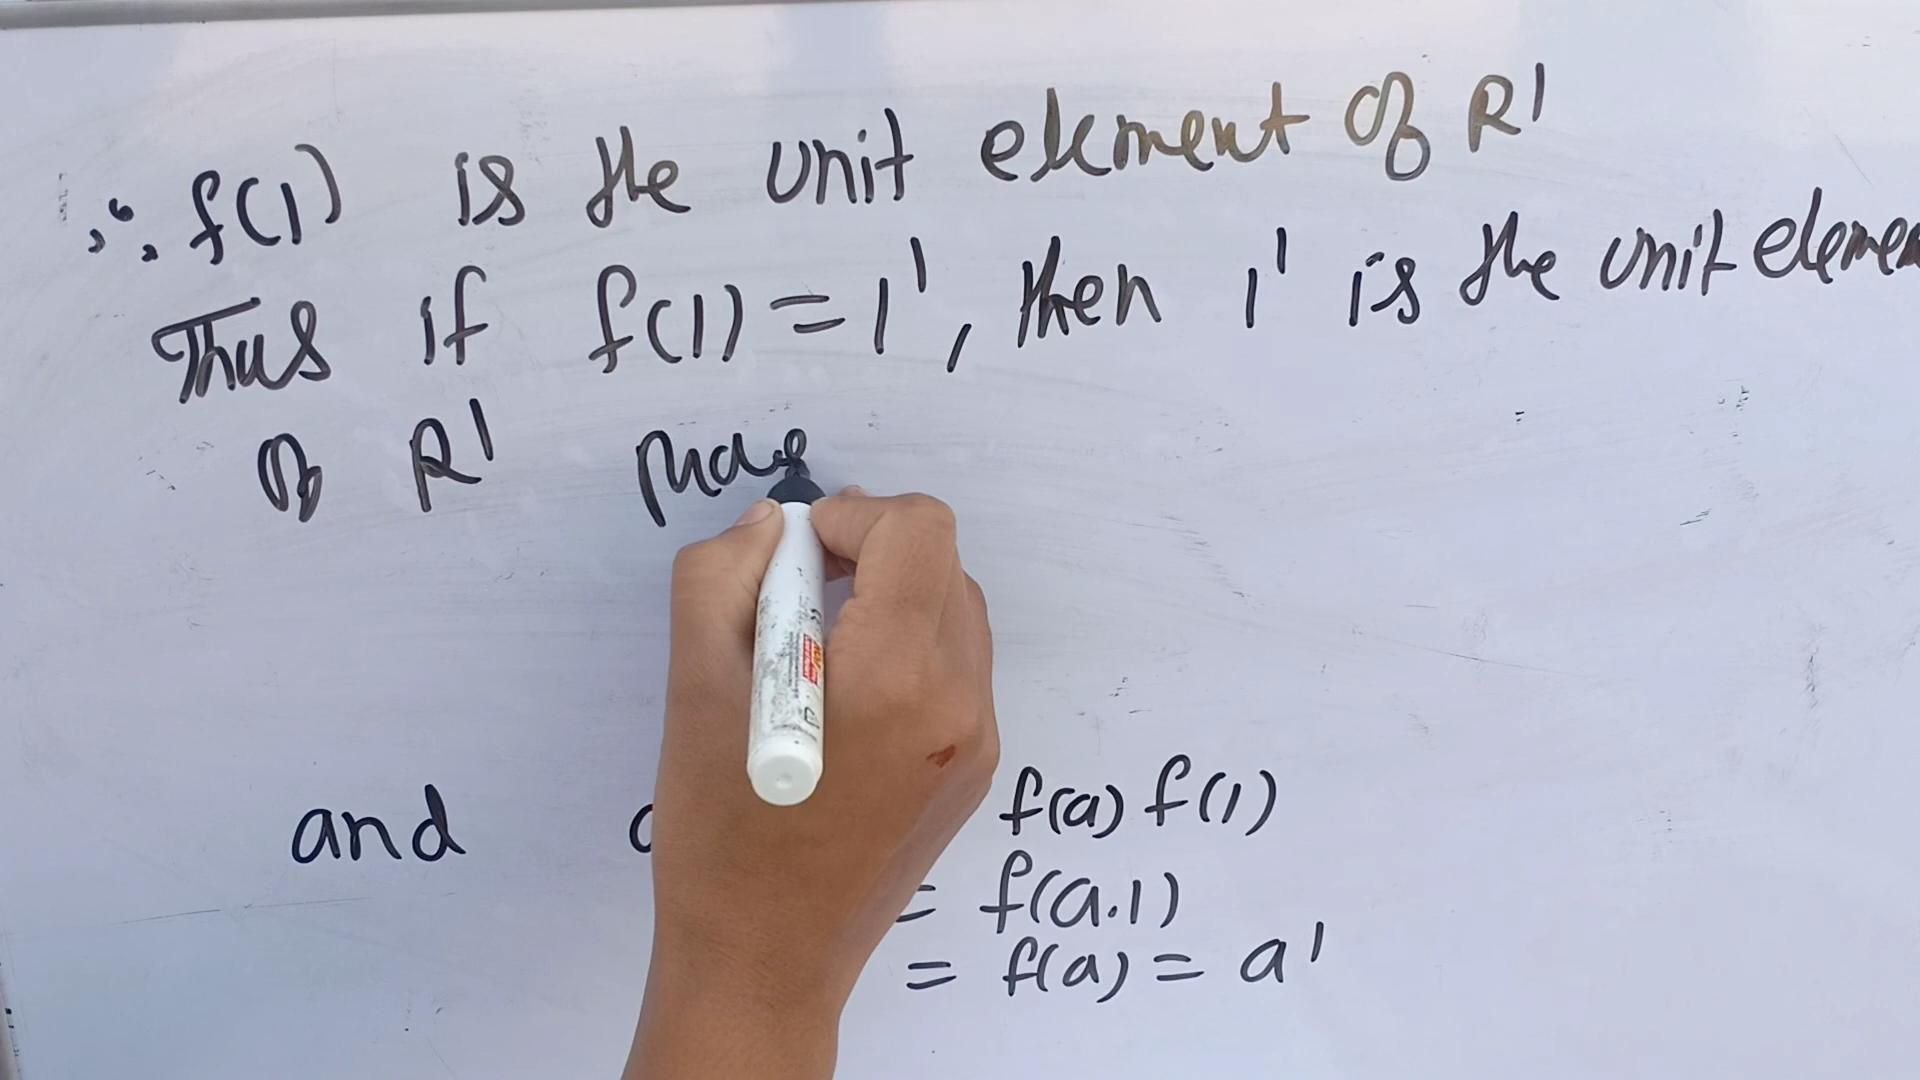 ∴ f(1) is the unit element of R'
Thus if f(1) = 1', then 1' is the unit elemen
of R'
and f(a) f(1)
= f(a.1)
= f(a) = a'